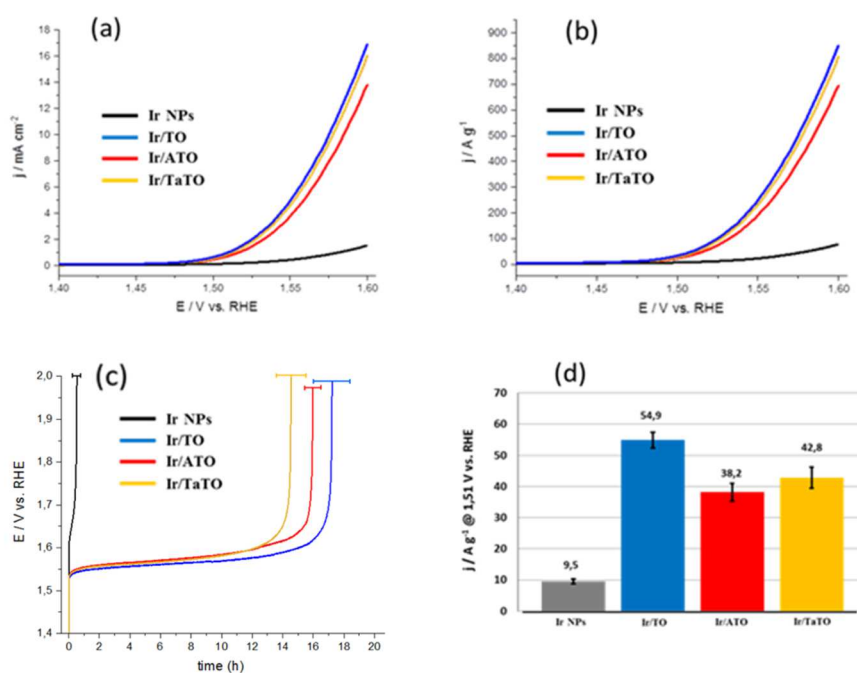 (a)
18
16
14
12
10
8
6
4
2
0
j / mA cm⁻²
Ir NPs
Ir/TO
Ir/ATO
Ir/TaTO
1,40
1,45
1,50
1,55
1,60
E / V vs. RHE
(b)
900
800
700
600
500
400
300
200
100
0
j / A g¹
Ir NPs
Ir/TO
Ir/ATO
Ir/TaTO
1,40
1,45
1,50
1,55
1,60
E / V vs. RHE
(c)
2,0
1,9
1,8
1,7
1,6
1,5
1,4
E / V vs. RHE
Ir NPs
Ir/TO
Ir/ATO
Ir/TaTO
0 2 4 6 8 10 12 14 16 18 20
time (h)
(d)
70
60
50
40
30
20
10
0
j / A g⁻¹ @ 1,51 V vs. RHE
9,5
54,9
38,2
42,8
Ir NPs
Ir/TO
Ir/ATO
Ir/TaTO